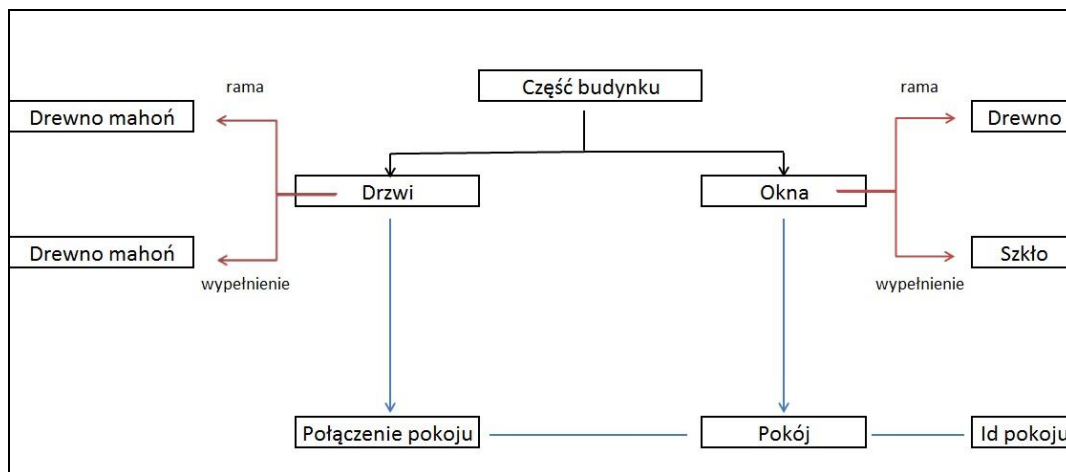 Część budynku
rama
rama
Drewno mahoń
Drewno
Drzwi
Okna
Drewno mahoń
Szkło
wypełnienie
wypełnienie
Połączenie pokoju
Pokój
Id pokoju